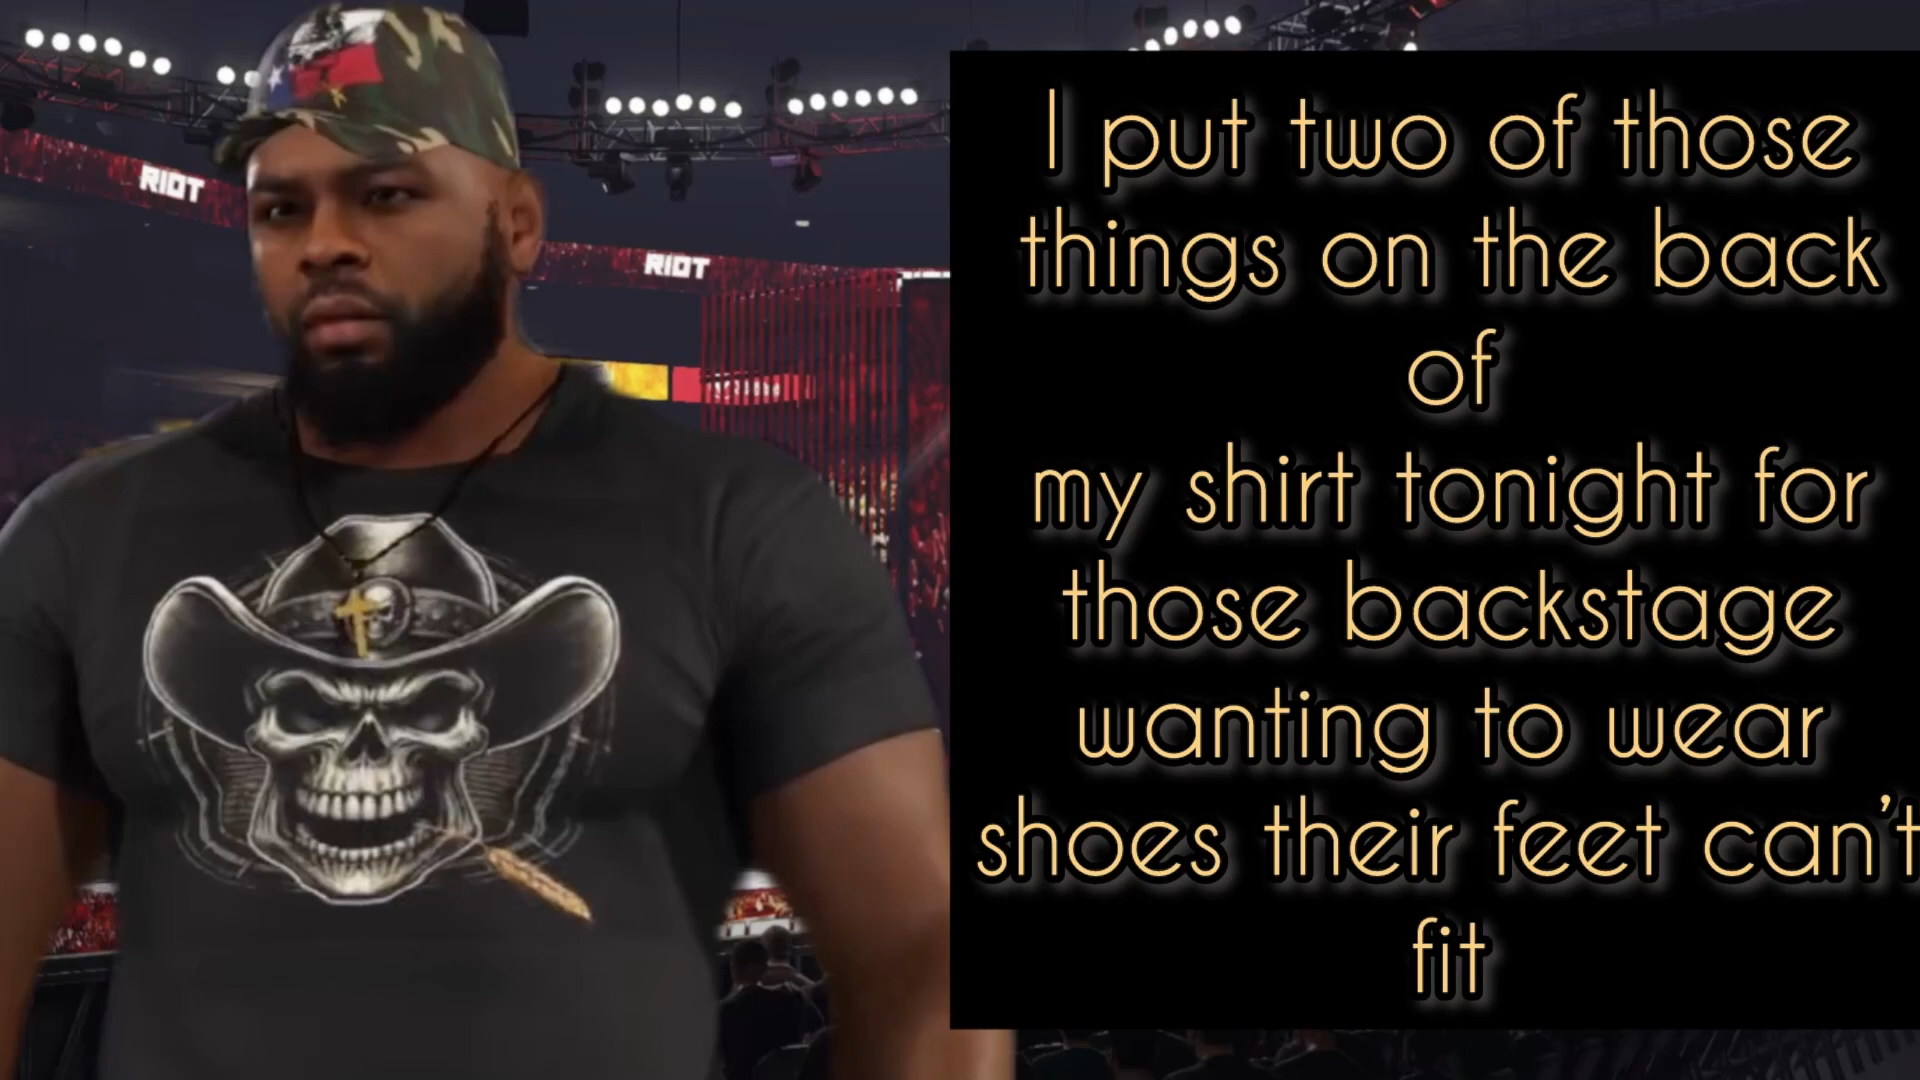 RIOT
RIOT
I put two of those
things on the back
of
my shirt tonight for
those backstage
wanting to wear
shoes their feet can't
fit